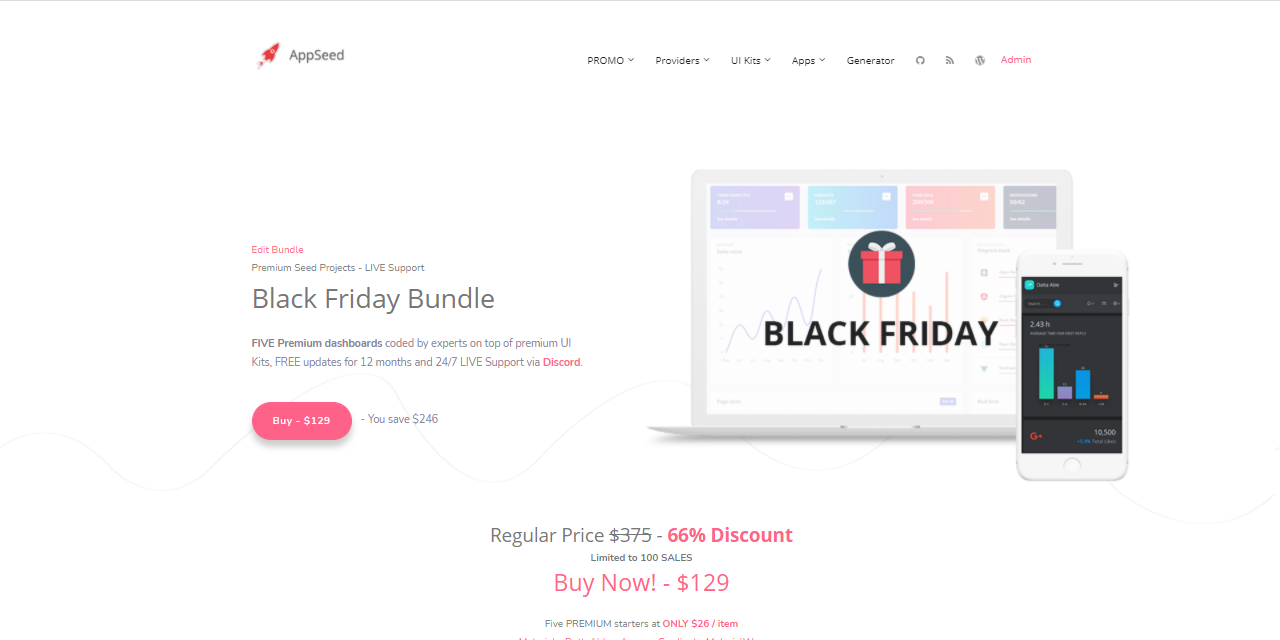 AppSeed
PROMO Providers UI Kits Apps Generator Admin
Edit Bundle
Premium Seed Projects - LIVE Support
Black Friday Bundle
FIVE Premium dashboards coded by experts on top of premium UI
Kits, FREE updates for 12 months and 24/7 LIVE Support via Discord.
Buy - $129 - You save $246
BLACK FRIDAY
Datta Able
2.43 h
10,500
Total Likes
Regular Price $375 - 66% Discount
Limited to 100 SALES
Buy Now! - $129
Five PREMIUM starters at ONLY $26 / item